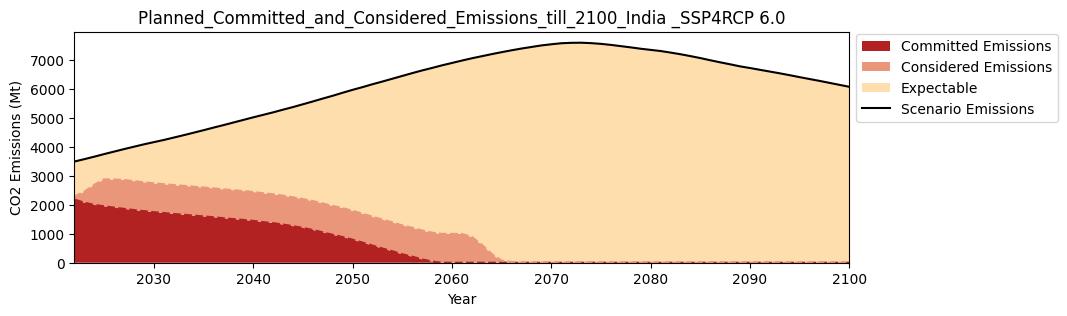 Planned_Committed_and_Considered_Emissions_till_2100_India _SSP4RCP 6.0
Committed Emissions
Considered Emissions
Expectable
Scenario Emissions
CO2 Emissions (Mt)
7000
6000
5000
4000
3000
2000
1000
0
2030 2040 2050 2060 2070 2080 2090 2100
Year